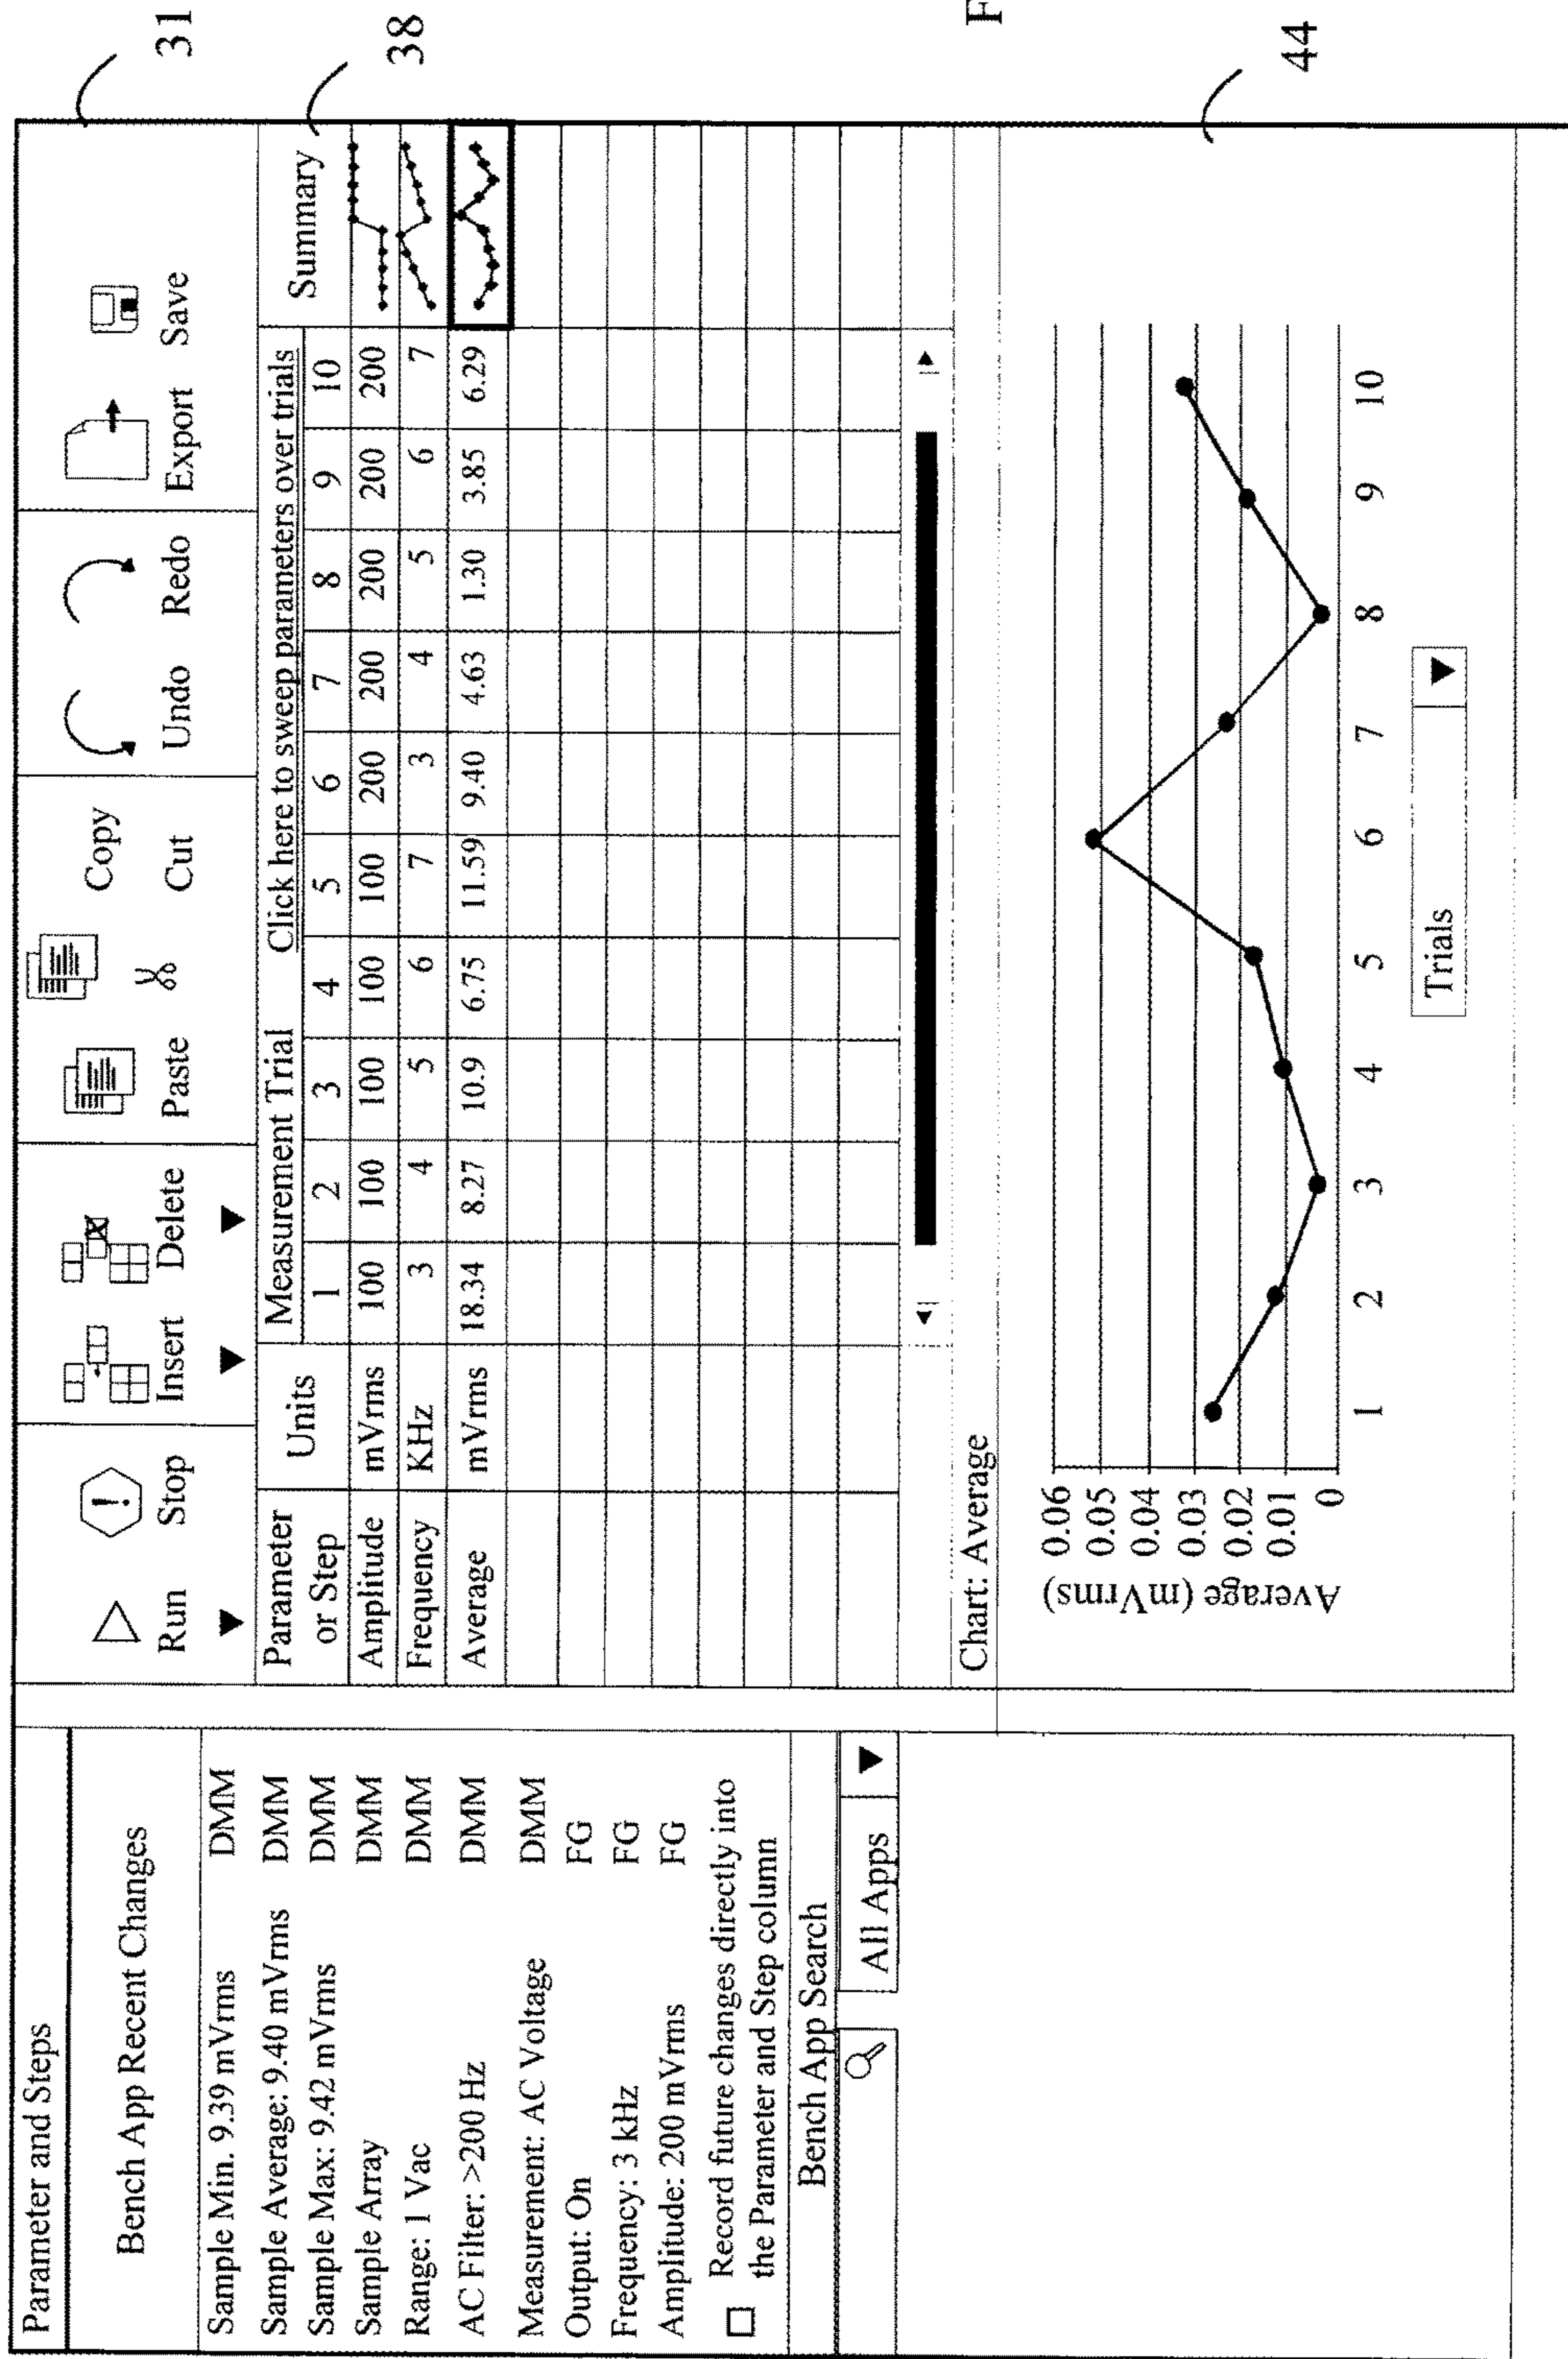 Parameter and Steps
Bench App Recent Changes
Sample Min. 9.39 mVrms DMM
Sample Average: 9.40 mVrms DMM
Sample Max: 9.42 mVrms DMM
Sample Array DMM
Range: 1 Vac DMM
AC Filter: >200 Hz DMM
Measurement: AC Voltage DMM
Output: On FG
Frequency: 3 kHz FG
Amplitude: 200 mVrms FG
Record future changes directly into
the Parameter and Step column
Bench App Search
All Apps
Run Stop Insert Delete Paste Copy Cut Undo Redo Export Save
31
Parameter or Step Units Measurement Trial Click here to sweep parameters over trials Summary
38
1 2 3 4 5 6 7 8 9 10
Amplitude mVrms 100 100 100 100 100 200 200 200 200 200
Frequency KHz 3 4 5 6 7 3 4 5 6 7
Average mVrms 18.34 8.27 10.9 6.75 11.59 9.40 4.63 1.30 3.85 6.29
Chart: Average
F
Average (mVrms)
0.06
0.05
0.04
0.03
0.02
0.01
0
1 2 3 4 5 6 7 8 9 10
Trials
44